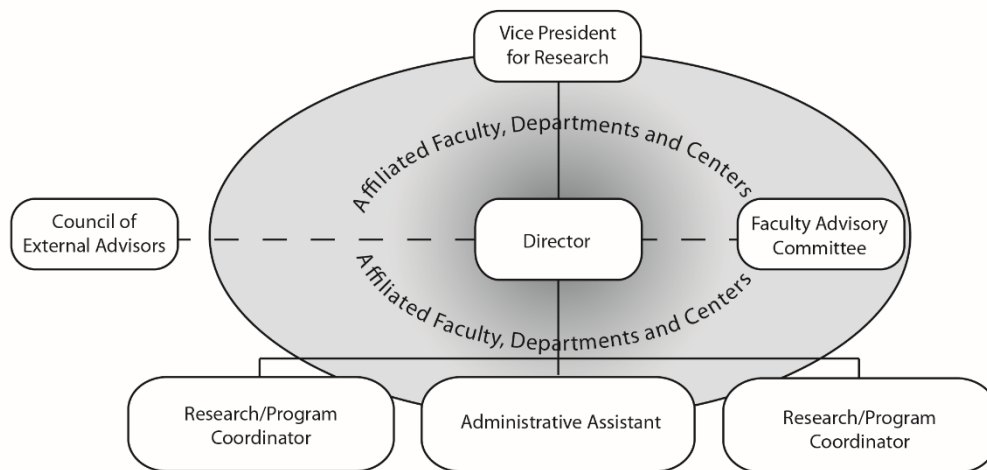 Vice President
for Research
Affiliated Faculty, Departments and Centers
Council of
External Advisors
Director
Faculty Advisory
Committee
Affiliated Faculty, Departments and Centers
Research/Program
Coordinator
Administrative Assistant
Research/Program
Coordinator